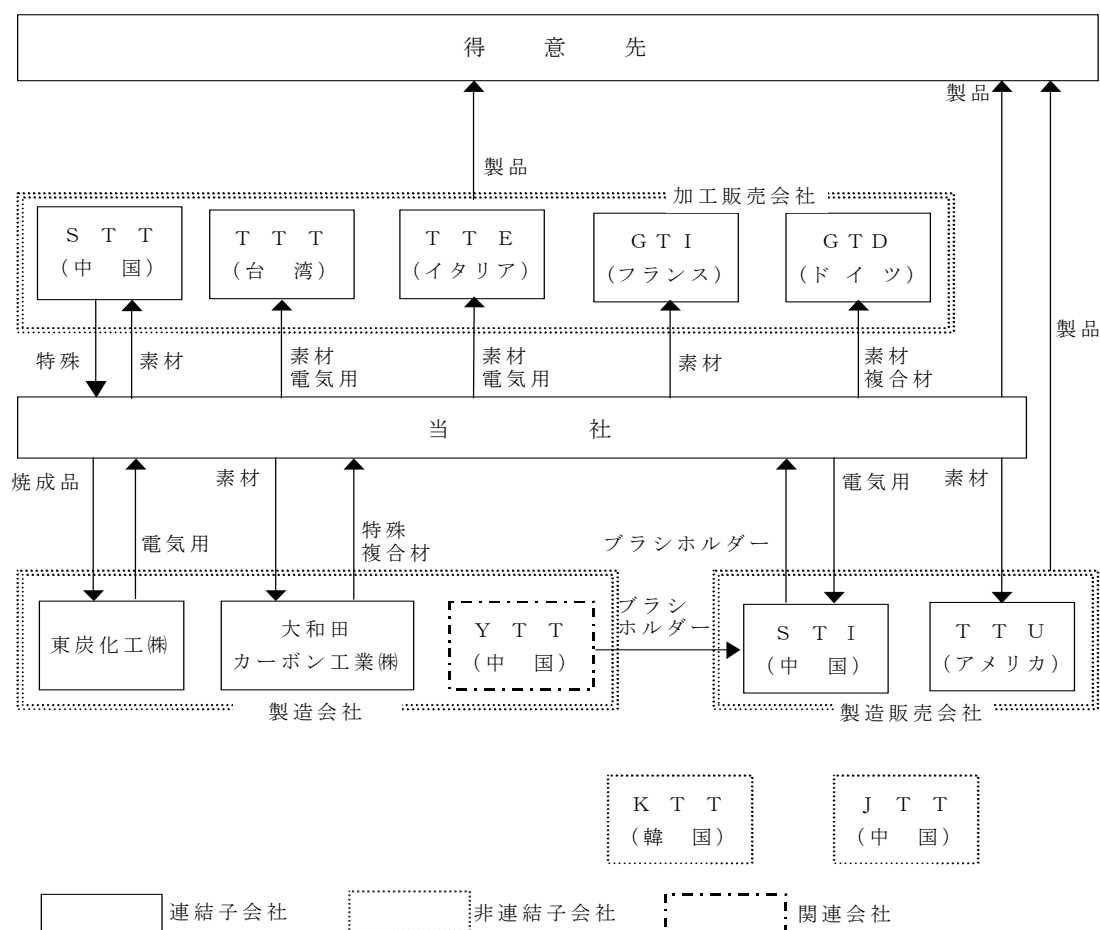 得意先
製品
製品
加工販売会社
STT
(中国)
TTT
(台湾)
TTE
(イタリア)
GTI
(フランス)
GTD
(ドイツ)
製品
特殊
素材
素材
電気用
素材
電気用
素材
素材
複合材
当社
焼成品
素材
電気用
素材
電気用
特殊
複合材
ブラシホルダー
東炭化工㈱
大和田
カーボン工業㈱
YTT
(中国)
ブラシ
ホルダー
STI
(中国)
TTU
(アメリカ)
製造会社
製造販売会社
KTT
(韓国)
JTT
(中国)
連結子会社
非連結子会社
関連会社